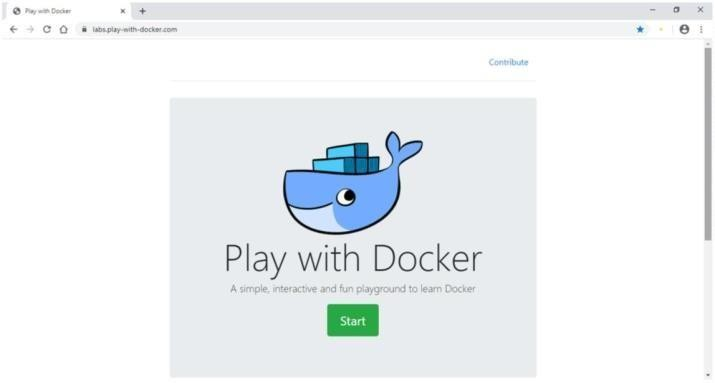 Play with Docker
labs.play-with-docker.com
Contribute
Play with Docker
A simple, interactive and fun playground to learn Docker
Start